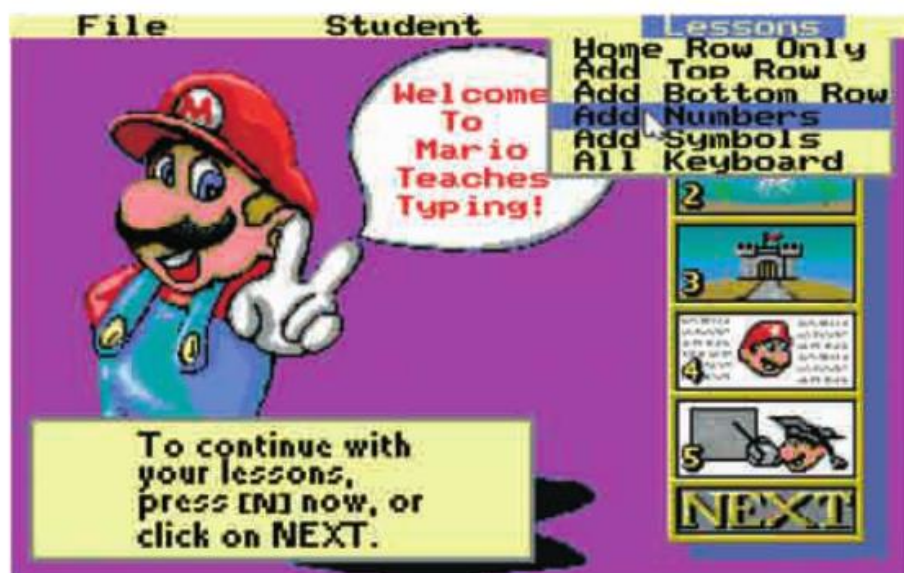 File Student Lessons
Home Row Only
Add Top Row
Add Bottom Row
Add Numbers
Add Symbols
All Keyboard
M
Welcome
To
Mario
Teaches
Typing!
2
3
4
5
NEXT
To continue with
your lessons,
press [N] now, or
click on NEXT.